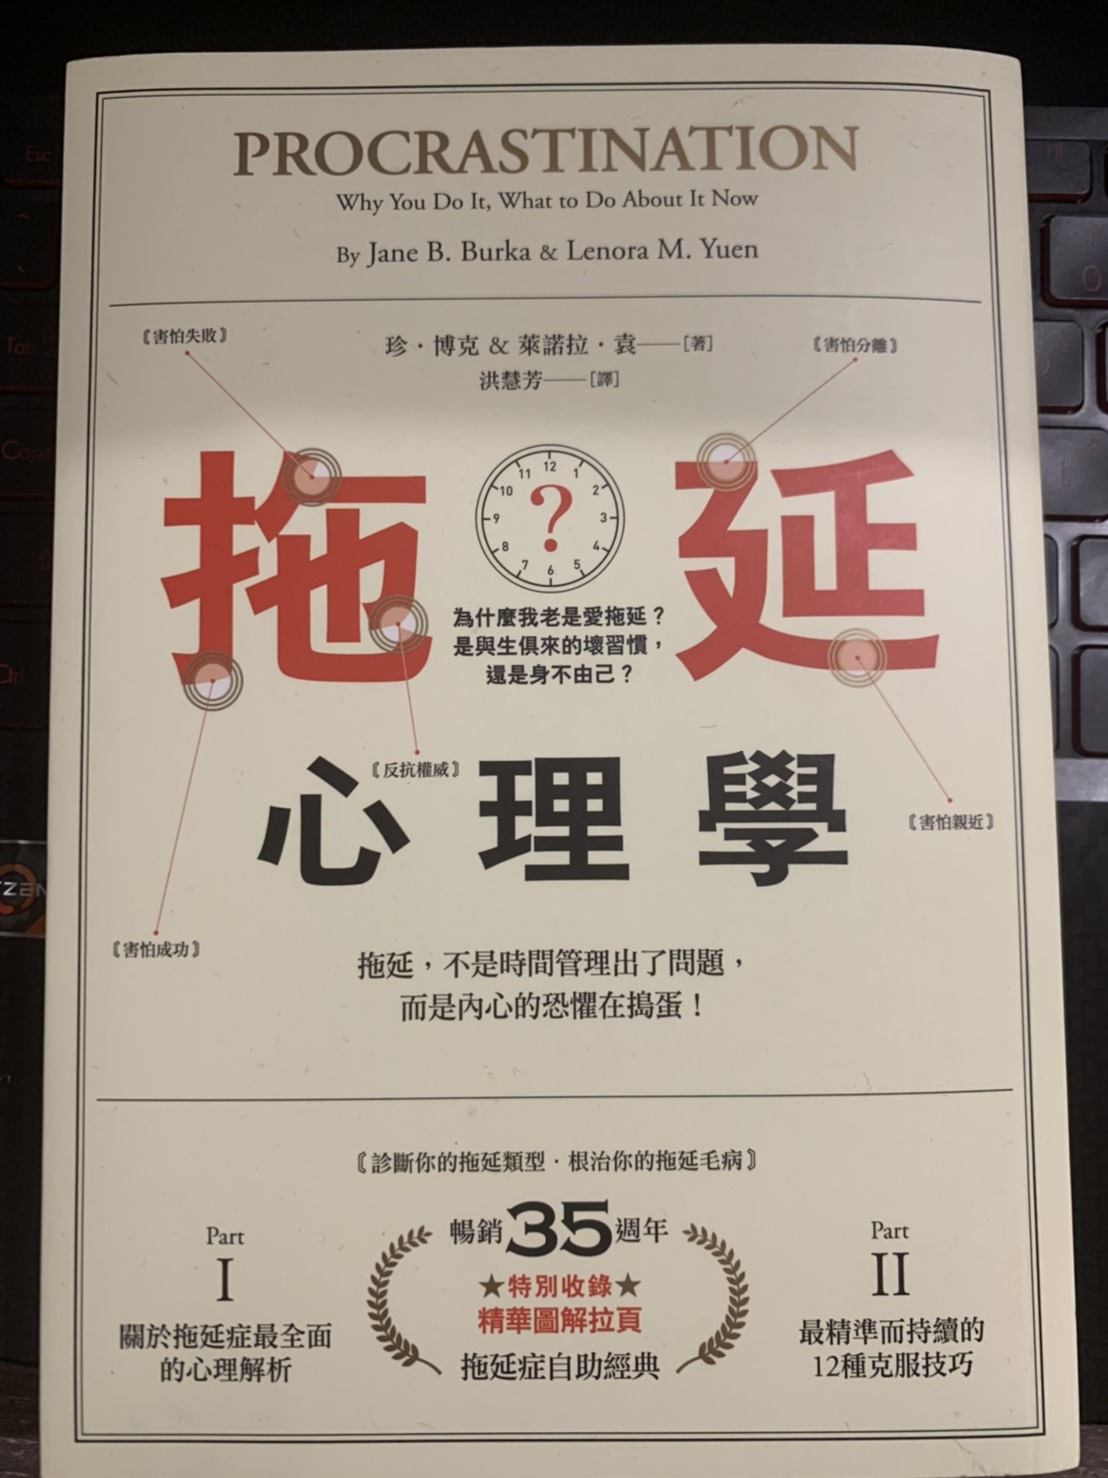 PROCRASTINATION
Why You Do It, What to Do About It Now
By Jane B. Burka & Lenora M. Yuen
〖害怕失敗〗
珍・博克 & 萊諾拉・袁——［著］
〖害怕分離〗
洪慧芳——［譯］
拖延
12
1
2
3
4
5
6
7
8
9
10
11
?
為什麼我老是愛拖延？
是與生俱來的壞習慣，
還是身不由己？
〖反抗權威〗
心理學
〖害怕親近〗
〖害怕成功〗
拖延，不是時間管理出了問題，
而是內心的恐懼在搗蛋！
〖診斷你的拖延類型．根治你的拖延毛病〗
Part
I
關於拖延症最全面
的心理解析
暢銷35週年
★特別收錄★
精華圖解拉頁
拖延症自助經典
Part
II
最精準而持續的
12種克服技巧
Esc
Tab
Caps
Ctrl
ZEN